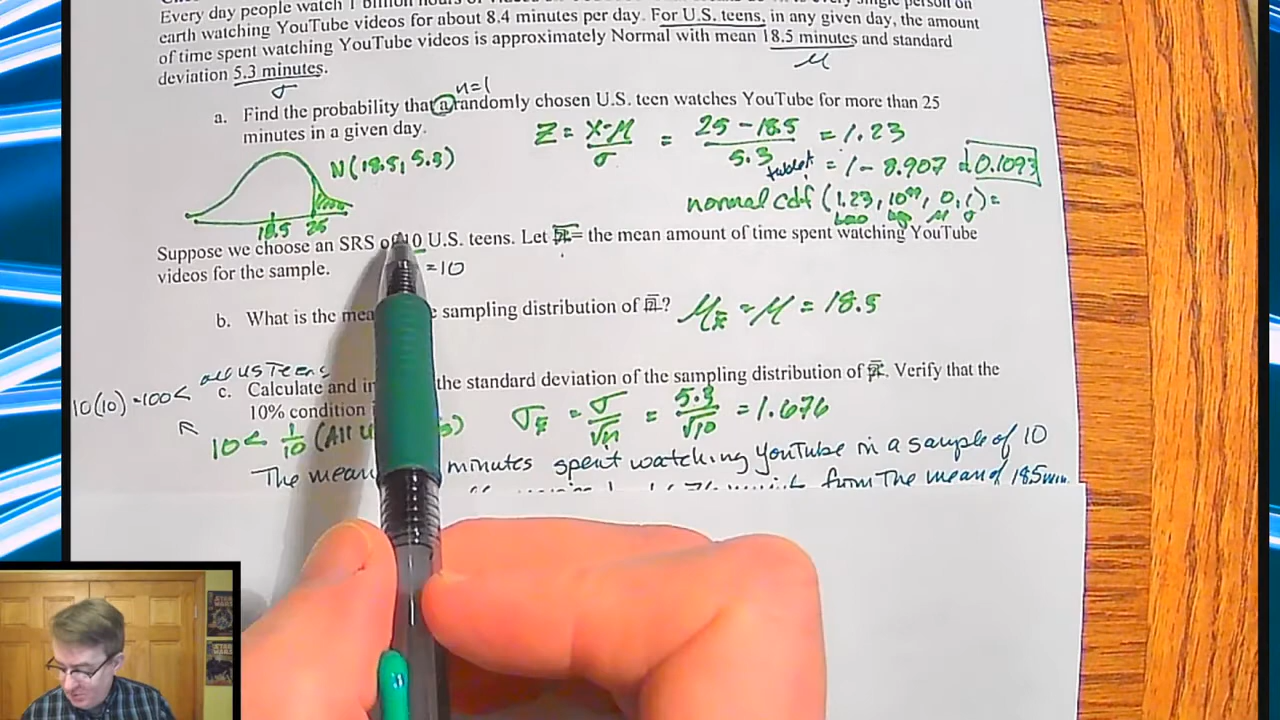 Every day people watch 1 billion hours of
earth watching YouTube videos for about 8.4 minutes per day. For U.S. teens, in any given day, the amount
of time spent watching YouTube videos is approximately Normal with mean 18.5 minutes and standard
deviation 5.3 minutes.
σ
μ
n=1
a. Find the probability that a randomly chosen U.S. teen watches YouTube for more than 25
minutes in a given day.
Z = x-μ / σ = 25-18.5 / 5.3 = 1.23
N(18.5, 5.3)
= 1 - 8.907 = 0.1093
normalcdf (1.23, 10^99, 0, 1) =
μ σ
18.5 25
Suppose we choose an SRS of 10 U.S. teens. Let = the mean amount of time spent watching YouTube
videos for the sample.
=10
b. What is the mea sampling distribution of x̄?
μx̄ = μ = 18.5
all US Teens
10(10) =100<
c. Calculate and in the standard deviation of the sampling distribution of x̄. Verify that the
10% condition
10 < 1/10 (All U s)
σx̄ = σ/√n = 5.3/√10 = 1.676
The mean minutes spent watching YouTube in a sample of 10
from The mean of 18.5 min